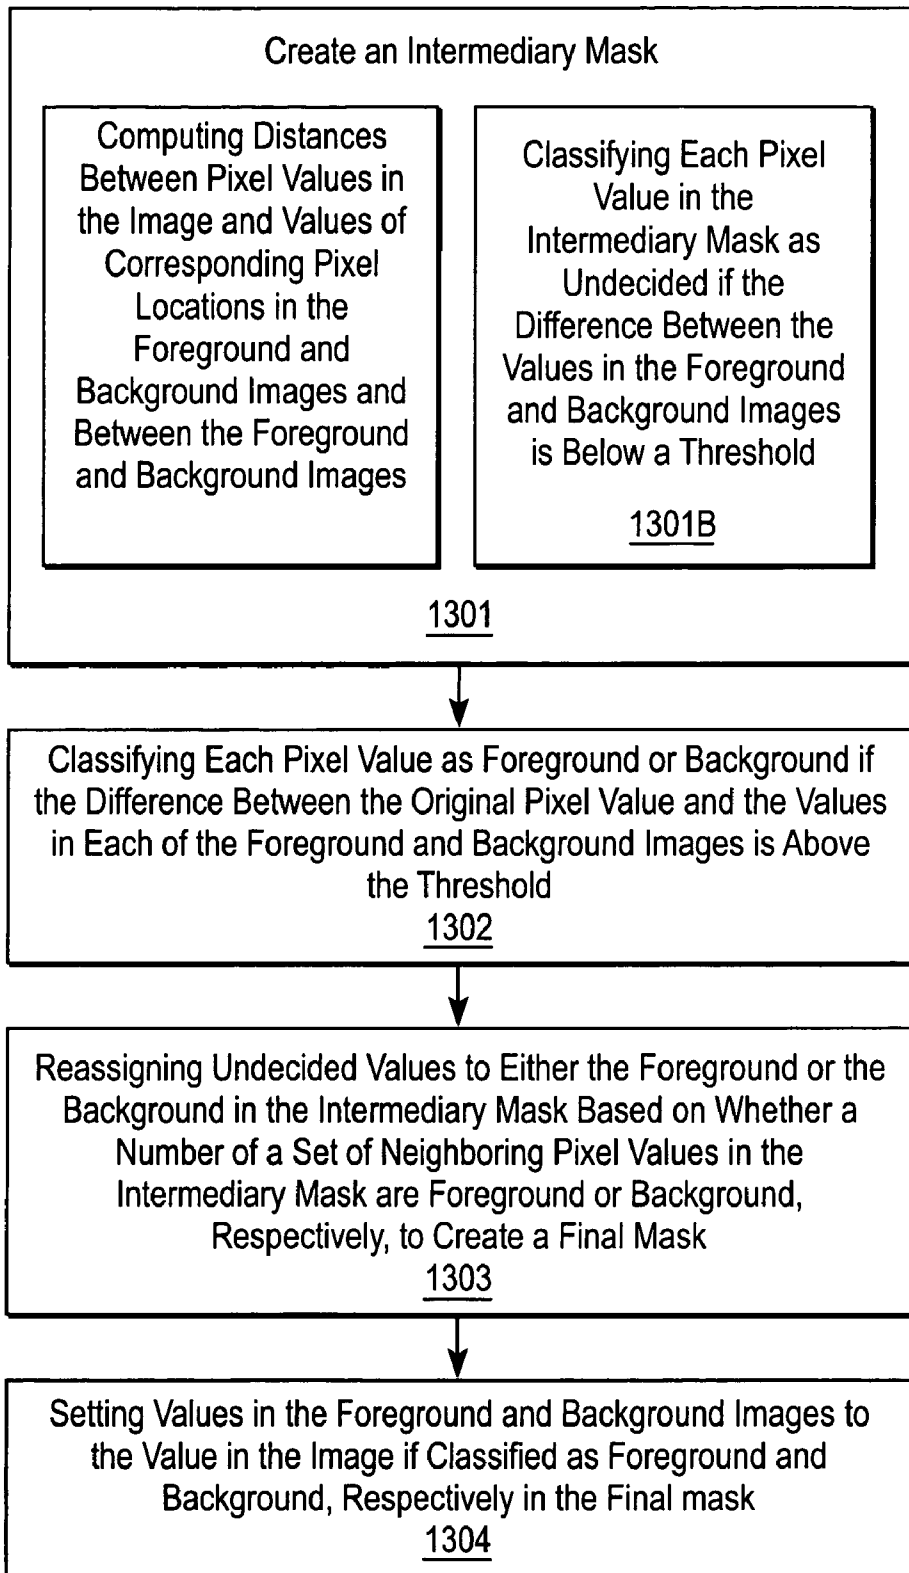 Create an Intermediary Mask
Computing Distances
Between Pixel Values in
the Image and Values of
Corresponding Pixel
Locations in the
Foreground and
Background Images and
Between the Foreground
and Background Images
Classifying Each Pixel
Value in the
Intermediary Mask as
Undecided if the
Difference Between the
Values in the Foreground
and Background Images
is Below a Threshold
1301B
1301
Classifying Each Pixel Value as Foreground or Background if
the Difference Between the Original Pixel Value and the Values
in Each of the Foreground and Background Images is Above
the Threshold
1302
Reassigning Undecided Values to Either the Foreground or the
Background in the Intermediary Mask Based on Whether a
Number of a Set of Neighboring Pixel Values in the
Intermediary Mask are Foreground or Background,
Respectively, to Create a Final Mask
1303
Setting Values in the Foreground and Background Images to
the Value in the Image if Classified as Foreground and
Background, Respectively in the Final mask
1304